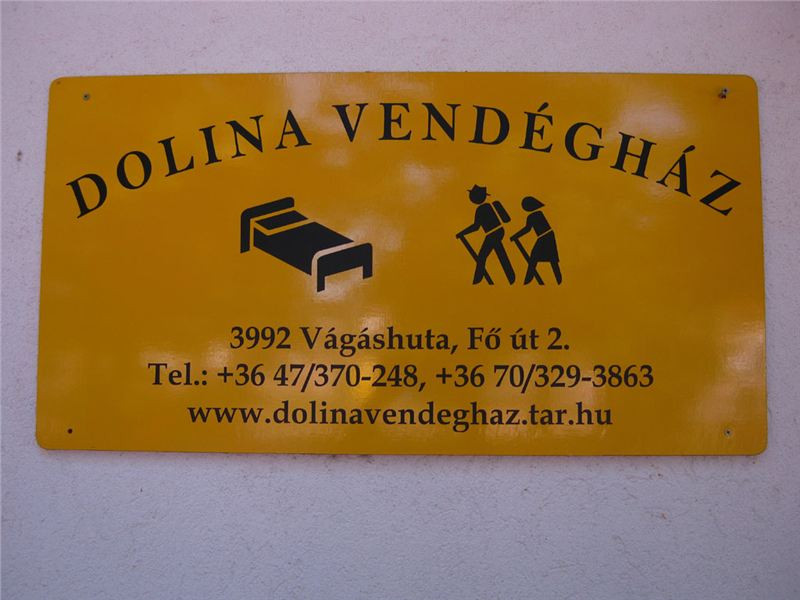 DOLINA VENDÉGHÁZ
3992 Vágáshuta, Fő út 2.
Tel.: +36 47/370-248, +36 70/329-3863
www.dolinavendeghaz.tar.hu